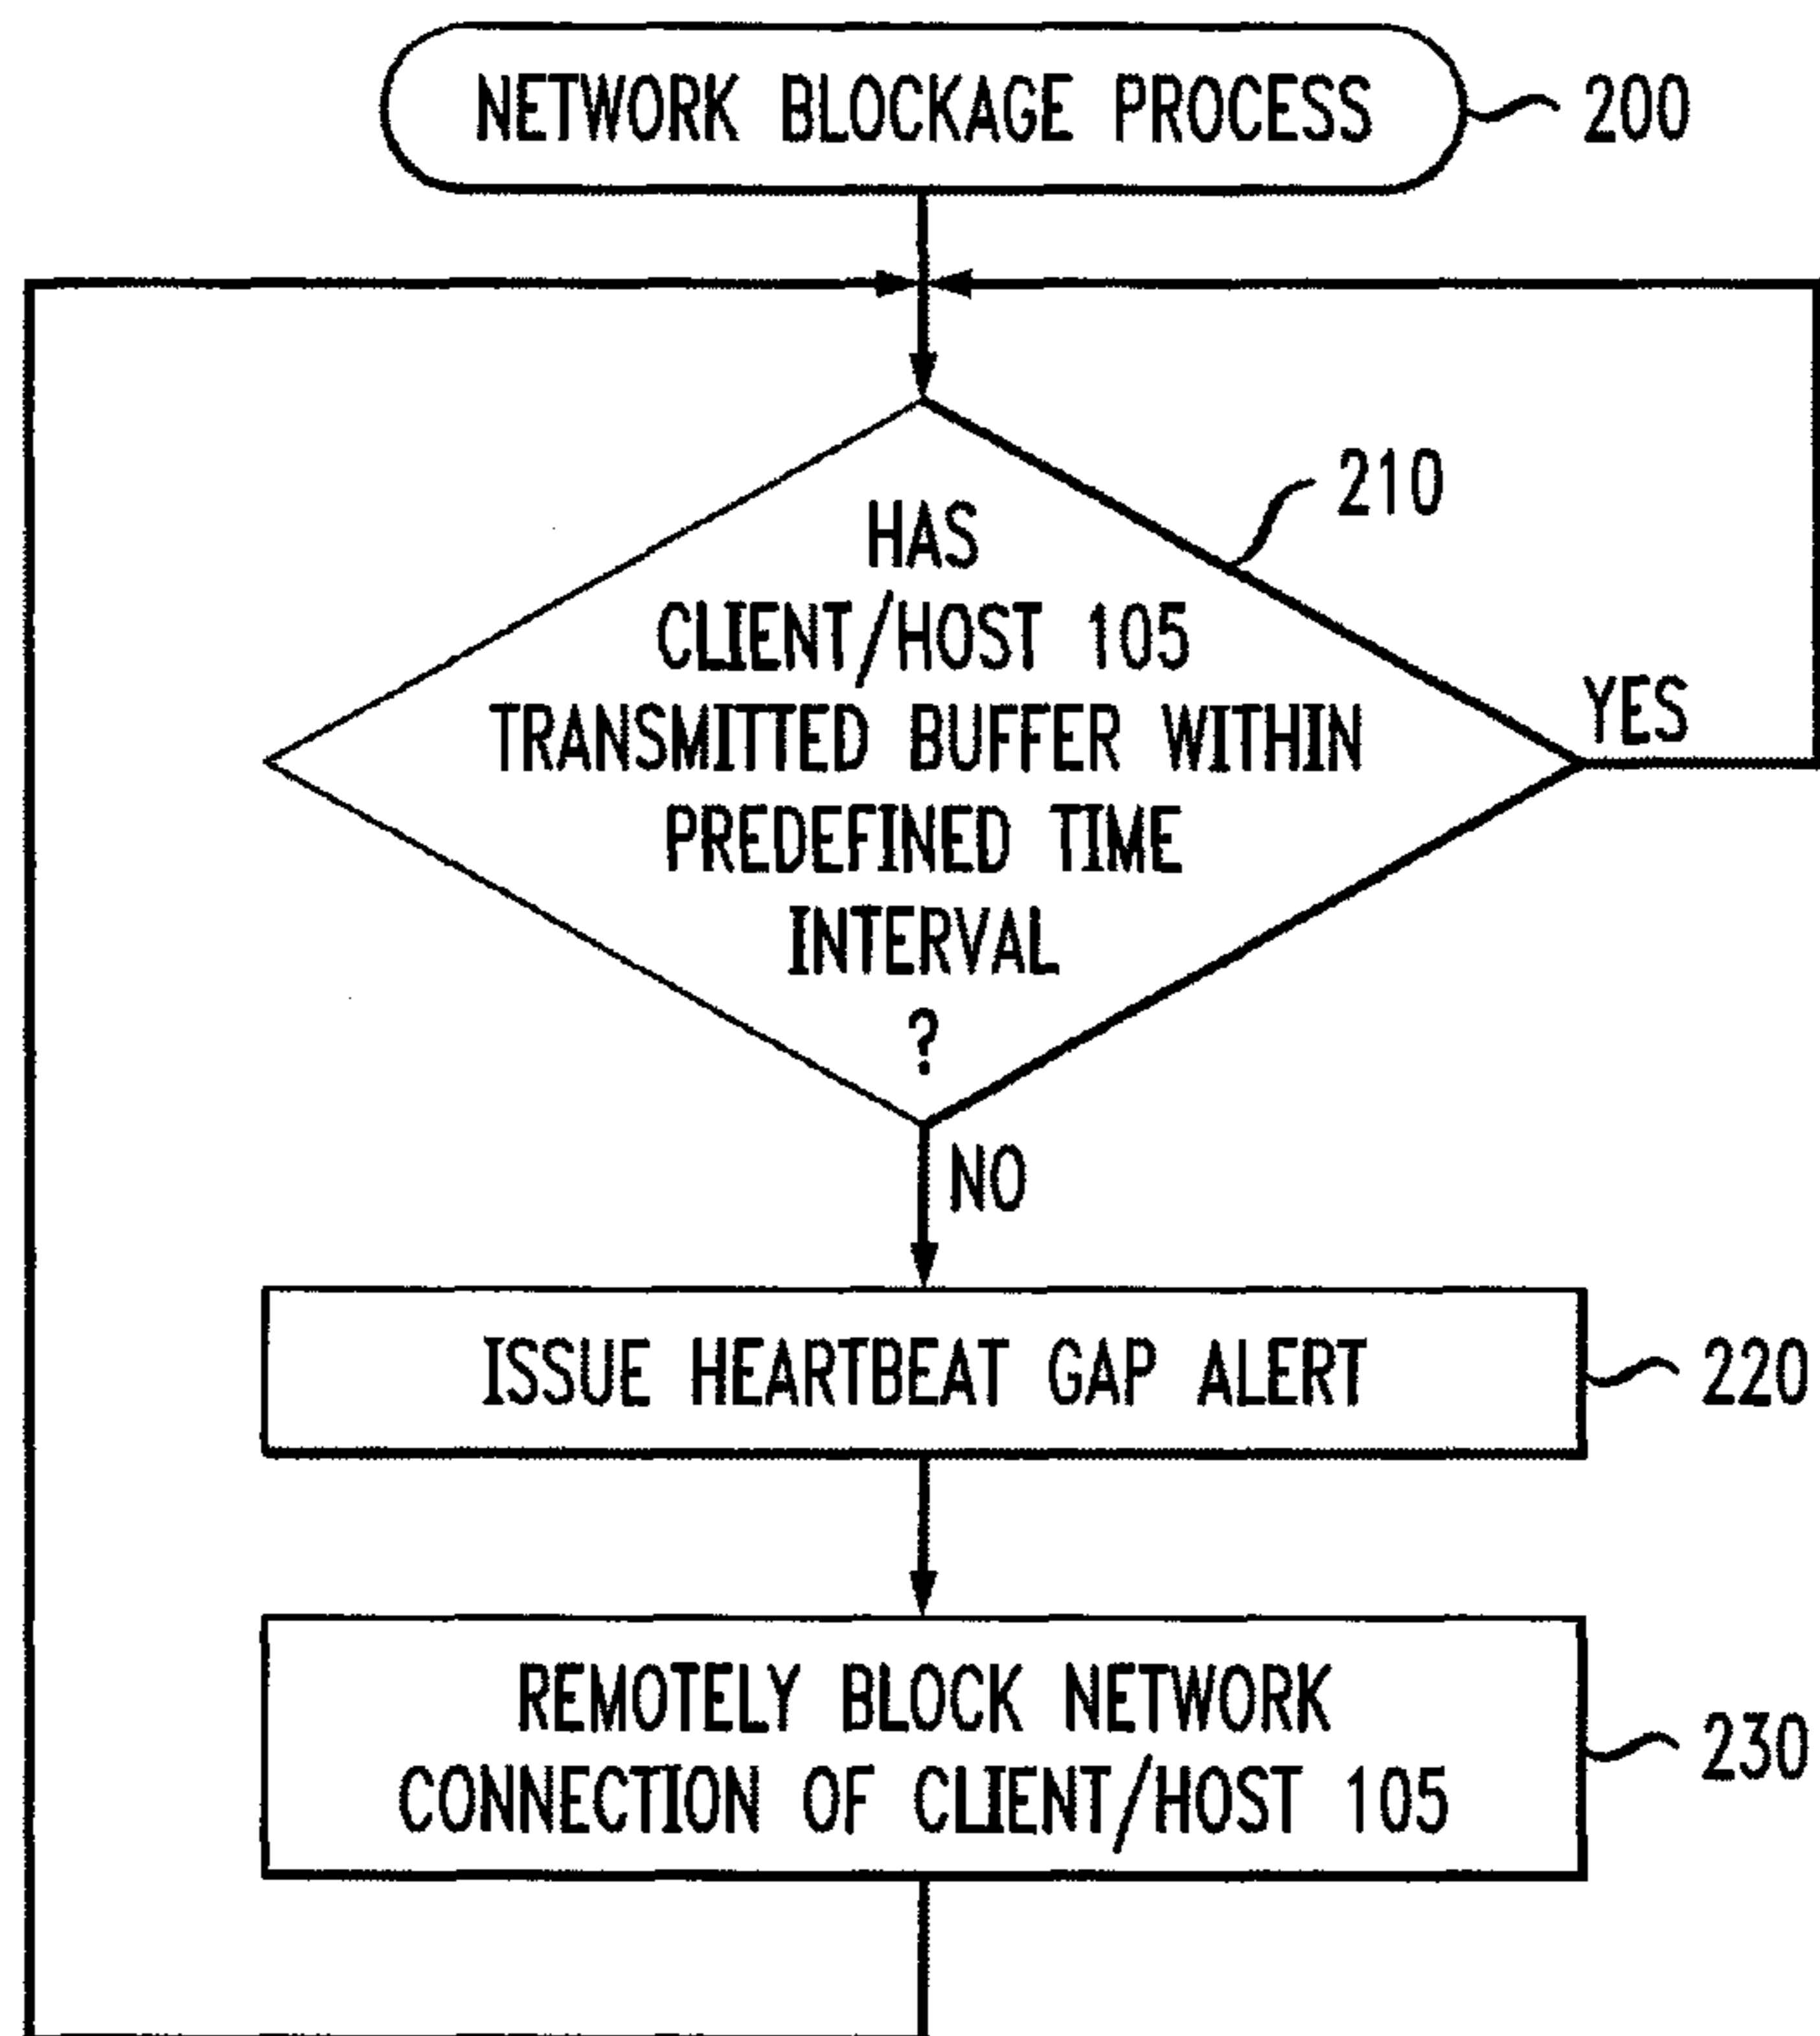 NETWORK BLOCKAGE PROCESS
200
210
HAS
CLIENT/HOST 105
TRANSMITTED BUFFER WITHIN
PREDEFINED TIME
INTERVAL
?
YES
NO
ISSUE HEARTBEAT GAP ALERT
220
REMOTELY BLOCK NETWORK
CONNECTION OF CLIENT/HOST 105
230